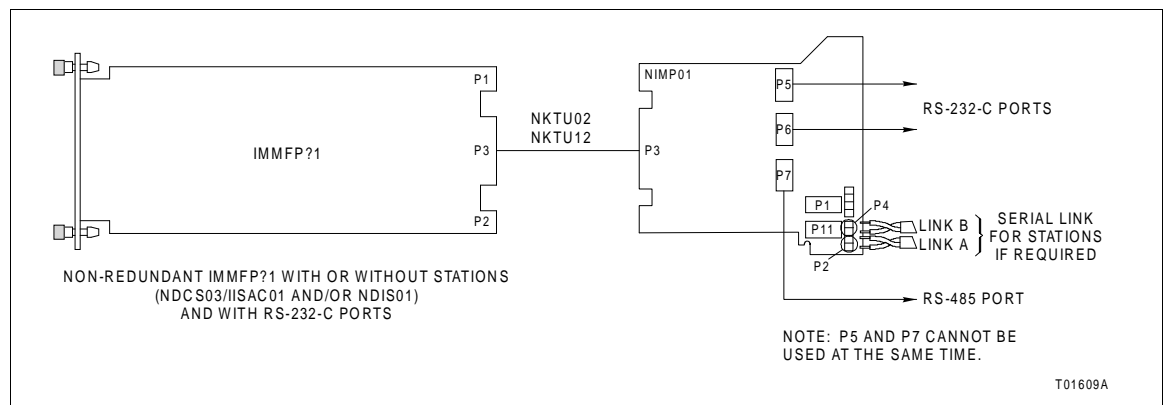 P1
NIMP01
P5
RS-232-C PORTS
NKTU02
NKTU12
P6
IMMFP?1
P3
P3
P7
P1
P4
P2
P11
LINK B
LINK A
SERIAL LINK
FOR STATIONS
IF REQUIRED
P2
NON-REDUNDANT IMMFP?1 WITH OR WITHOUT STATIONS
(NDCS03/IISAC01 AND/OR NDIS01)
AND WITH RS-232-C PORTS
RS-485 PORT
NOTE: P5 AND P7 CANNOT BE
USED AT THE SAME TIME.
T01609A